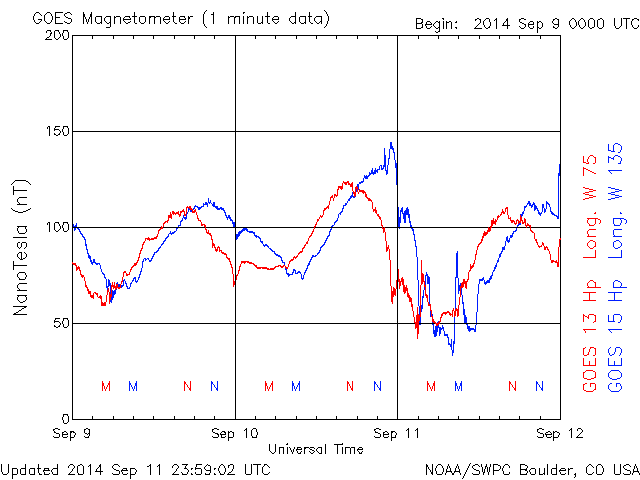 GOES Magnetometer (1 minute data)
Begin: 2014 Sep 9 0000 UTC
200
150
100
50
0
NanoTesla (nT)
M M N N M M N N M M N N
Sep 9 Sep 10 Sep 11 Sep 12
Universal Time
GOES 13 Hp Long. W 75
GOES 15 Hp Long. W 135
Updated 2014 Sep 11 23:59:02 UTC
NOAA/SWPC Boulder, CO USA